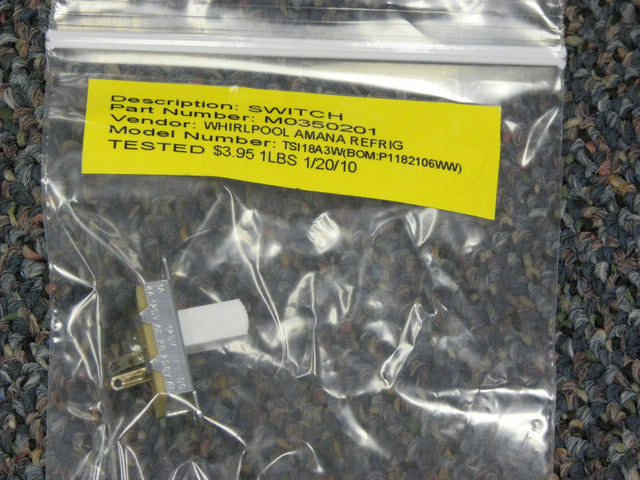 Description: SWITCH
Part Number: M0350201
Vendor: WHIRLPOOL AMANA REFRIG
Model Number: TSI18A3W(BOM:P1182106WW)
TESTED $3.95 1LBS 1/20/10